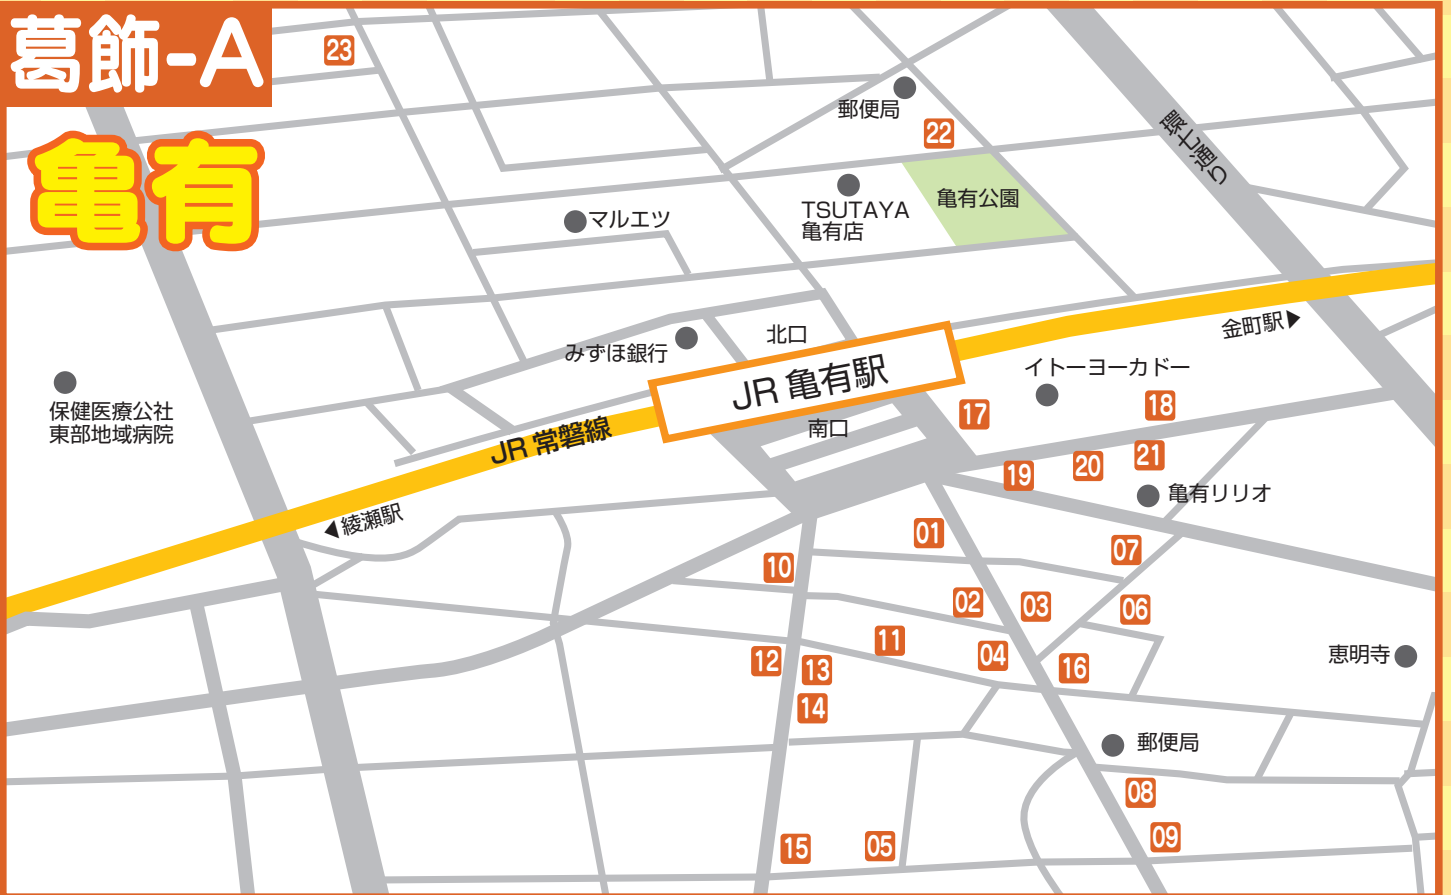 葛飾-A
亀有
23
郵便局
22
環七通り
亀有公園
TSUTAYA
亀有店
マルエツ
北口
みずほ銀行
金町駅▶
JR 亀有駅
イトーヨーカドー
保健医療公社
東部地域病院
南口
17
18
JR 常磐線
21
20
19
亀有リリオ
◀綾瀬駅
01
07
10
02
03
06
11
04
恵明寺
12
13
16
14
郵便局
08
09
15
05